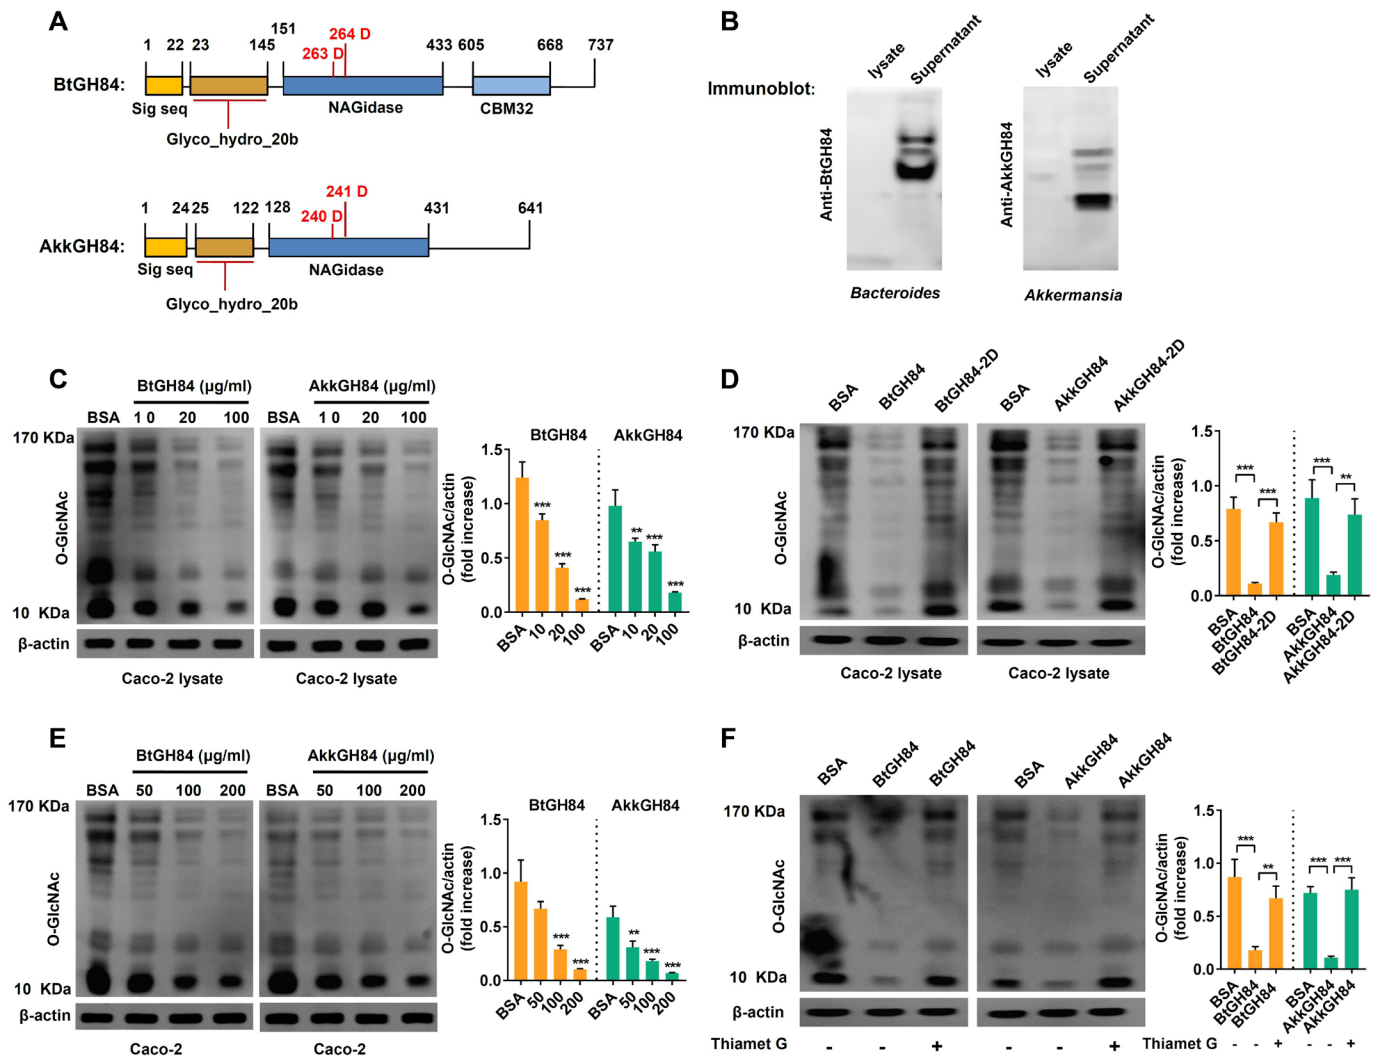 A
1 22 23 145 151 263 D 264 D 433 605 668 737
BtGH84:
Sig seq
NAGidase
CBM32
Glyco_hydro_20b
1 24 25 122 128 240 D 241 D 431 641
AkkGH84:
Sig seq
NAGidase
Glyco_hydro_20b
B
lysate
Supernatant
lysate
Supernatant
Immunoblot:
Anti-BtGH84
Anti-AkkGH84
Bacteroides
Akkermansia
C
BtGH84 (µg/ml)
AkkGH84 (µg/ml)
BSA 1 0 20 100
BSA 1 0 20 100
170 KDa
O-GlcNAc
10 KDa
β-actin
Caco-2 lysate
Caco-2 lysate
BtGH84
AkkGH84
O-GlcNAc/actin
(fold increase)
1.5
1.0
0.5
0.0
*** *** ***
** *** ***
BSA 10 20 100
BSA 10 20 100
D
BSA
BtGH84
BtGH84-2D
BSA
AkkGH84
AkkGH84-2D
170 KDa
O-GlcNAc
10 KDa
β-actin
Caco-2 lysate
Caco-2 lysate
O-GlcNAc/actin
(fold increase)
1.5
1.0
0.5
0.0
*** ***
*** **
BSA
BtGH84
BtGH84-2D
BSA
AkkGH84
AkkGH84-2D
E
BtGH84 (µg/ml)
AkkGH84 (µg/ml)
BSA 50 100 200
BSA 50 100 200
170 KDa
O-GlcNAc
10 KDa
β-actin
Caco-2
Caco-2
BtGH84
AkkGH84
O-GlcNAc/actin
(fold increase)
1.5
1.0
0.5
0.0
*** ***
** *** ***
BSA 50 100 200
BSA 50 100 200
F
BSA
BtGH84
BtGH84
BSA
AkkGH84
AkkGH84
170 KDa
O-GlcNAc
10 KDa
β-actin
Thiamet G - - + - - +
O-GlcNAc/actin
(fold increase)
1.5
1.0
0.5
0.0
*** **
*** ***
BSA
BtGH84
BtGH84
BSA
AkkGH84
AkkGH84
Thiamet G - - + - - +